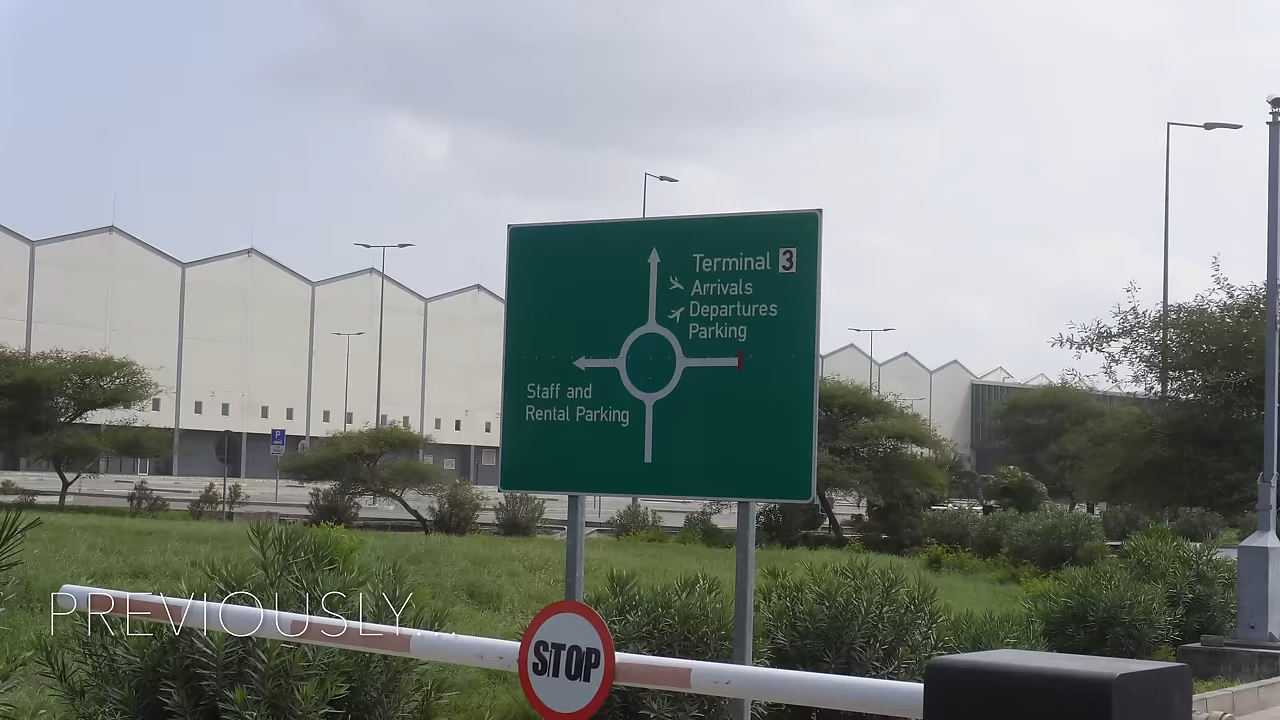 Terminal 3
Arrivals
Departures
Parking
Staff and
Rental Parking
P
PREVIOUSLY...
STOP